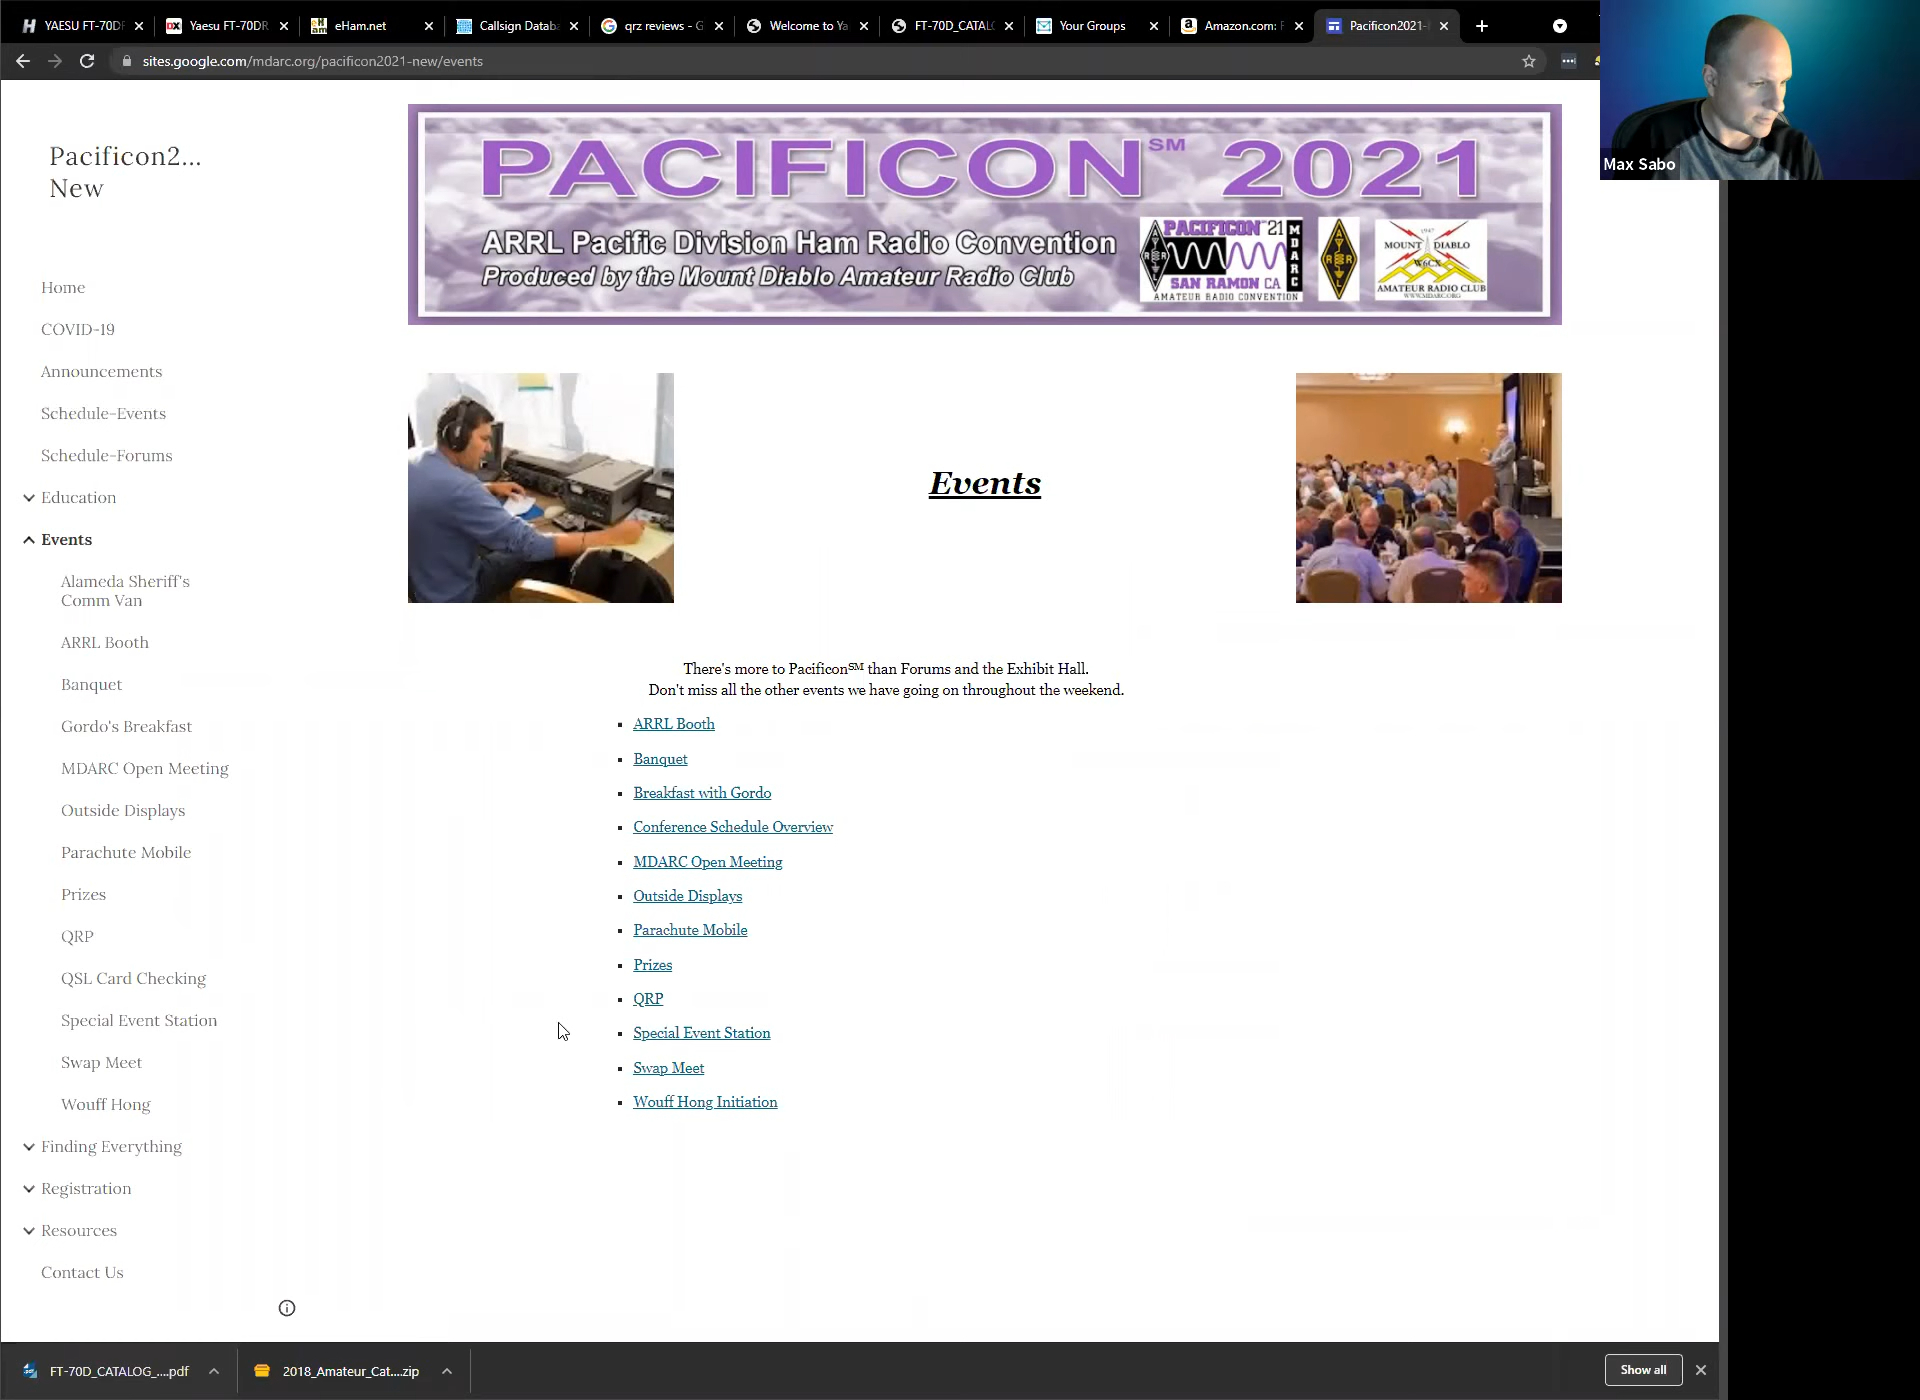 YAESU FT-70DF
Yaesu FT-70DR
eHam.net
Callsign Databa
qrz reviews - G
Welcome to Ya
FT-70D_CATALO
Your Groups
Amazon.com: F
Pacificon2021-
sites.google.com/mdarc.org/pacificon2021-new/events
Max Sabo
Pacificon2...
New
Home
COVID-19
Announcements
Schedule-Events
Schedule-Forums
Education
Events
Alameda Sheriff's
Comm Van
ARRL Booth
Banquet
Gordo's Breakfast
MDARC Open Meeting
Outside Displays
Parachute Mobile
Prizes
QRP
QSL Card Checking
Special Event Station
Swap Meet
Wouff Hong
Finding Everything
Registration
Resources
Contact Us
PACIFICON SM 2021
ARRL Pacific Division Ham Radio Convention
Produced by the Mount Diablo Amateur Radio Club
PACIFICON '21
MDARC
SAN RAMON CA
AMATEUR RADIO CONVENTION
1947
MOUNT DIABLO
W6CX
AMATEUR RADIO CLUB
WWW.MDARC.ORG
Events
There's more to Pacificon℠ than Forums and the Exhibit Hall.
Don't miss all the other events we have going on throughout the weekend.
ARRL Booth
Banquet
Breakfast with Gordo
Conference Schedule Overview
MDARC Open Meeting
Outside Displays
Parachute Mobile
Prizes
QRP
Special Event Station
Swap Meet
Wouff Hong Initiation
FT-70D_CATALOG_....pdf
2018_Amateur_Cat....zip
Show all